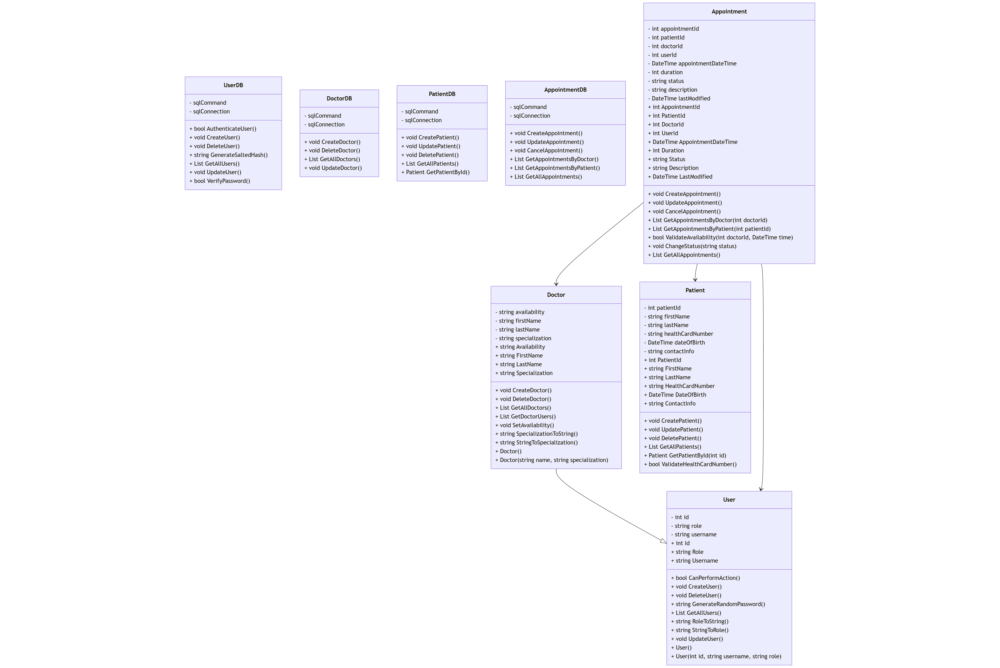 UserDB
- sqlCommand
- sqlConnection
+ bool AuthenticateUser()
+ void CreateUser()
+ void DeleteUser()
+ string GenerateSaltedHash()
+ List GetAllUsers()
+ void UpdateUser()
+ bool VerifyPassword()
DoctorDB
- sqlCommand
- sqlConnection
+ void CreateDoctor()
+ void DeleteDoctor()
+ List GetAllDoctors()
+ void UpdateDoctor()
PatientDB
- sqlCommand
- sqlConnection
+ void CreatePatient()
+ void UpdatePatient()
+ void DeletePatient()
+ List GetAllPatients()
+ Patient GetPatientById()
AppointmentDB
- sqlCommand
- sqlConnection
+ void CreateAppointment()
+ void UpdateAppointment()
+ void CancelAppointment()
+ List GetAppointmentsByDoctor()
+ List GetAppointmentsByPatient()
+ List GetAllAppointments()
Appointment
- int appointmentId
- int patientId
- int doctorId
- int userId
- DateTime appointmentDateTime
- int duration
- string status
- string description
- DateTime lastModified
+ int AppointmentId
+ int PatientId
+ int DoctorId
+ int UserId
+ DateTime AppointmentDateTime
+ int Duration
+ string Status
+ string Description
+ DateTime LastModified
+ void CreateAppointment()
+ void UpdateAppointment()
+ void CancelAppointment()
+ List GetAppointmentsByDoctor(int doctorId)
+ List GetAppointmentsByPatient(int patientId)
+ bool ValidateAvailability(int doctorId, DateTime time)
+ void ChangeStatus(string status)
+ List GetAllAppointments()
Doctor
- string availability
- string firstName
- string lastName
- string specialization
+ string Availability
+ string FirstName
+ string LastName
+ string Specialization
+ void CreateDoctor()
+ void DeleteDoctor()
+ List GetAllDoctors()
+ List GetDoctorUsers()
+ void SetAvailability()
+ string SpecializationToString()
+ string StringToSpecialization()
+ Doctor()
+ Doctor(string name, string specialization)
Patient
- int patientId
- string firstName
- string lastName
- string healthCardNumber
- DateTime dateOfBirth
- string contactInfo
+ int PatientId
+ string FirstName
+ string LastName
+ string HealthCardNumber
+ DateTime DateOfBirth
+ string ContactInfo
+ void CreatePatient()
+ void UpdatePatient()
+ void DeletePatient()
+ List GetAllPatients()
+ Patient GetPatientById(int id)
+ bool ValidateHealthCardNumber()
User
- int id
- string role
- string username
+ int Id
+ string Role
+ string Username
+ bool CanPerformAction()
+ void CreateUser()
+ void DeleteUser()
+ string GenerateRandomPassword()
+ List GetAllUsers()
+ string RoleToString()
+ string StringToRole()
+ void UpdateUser()
+ User()
+ User(int id, string username, string role)